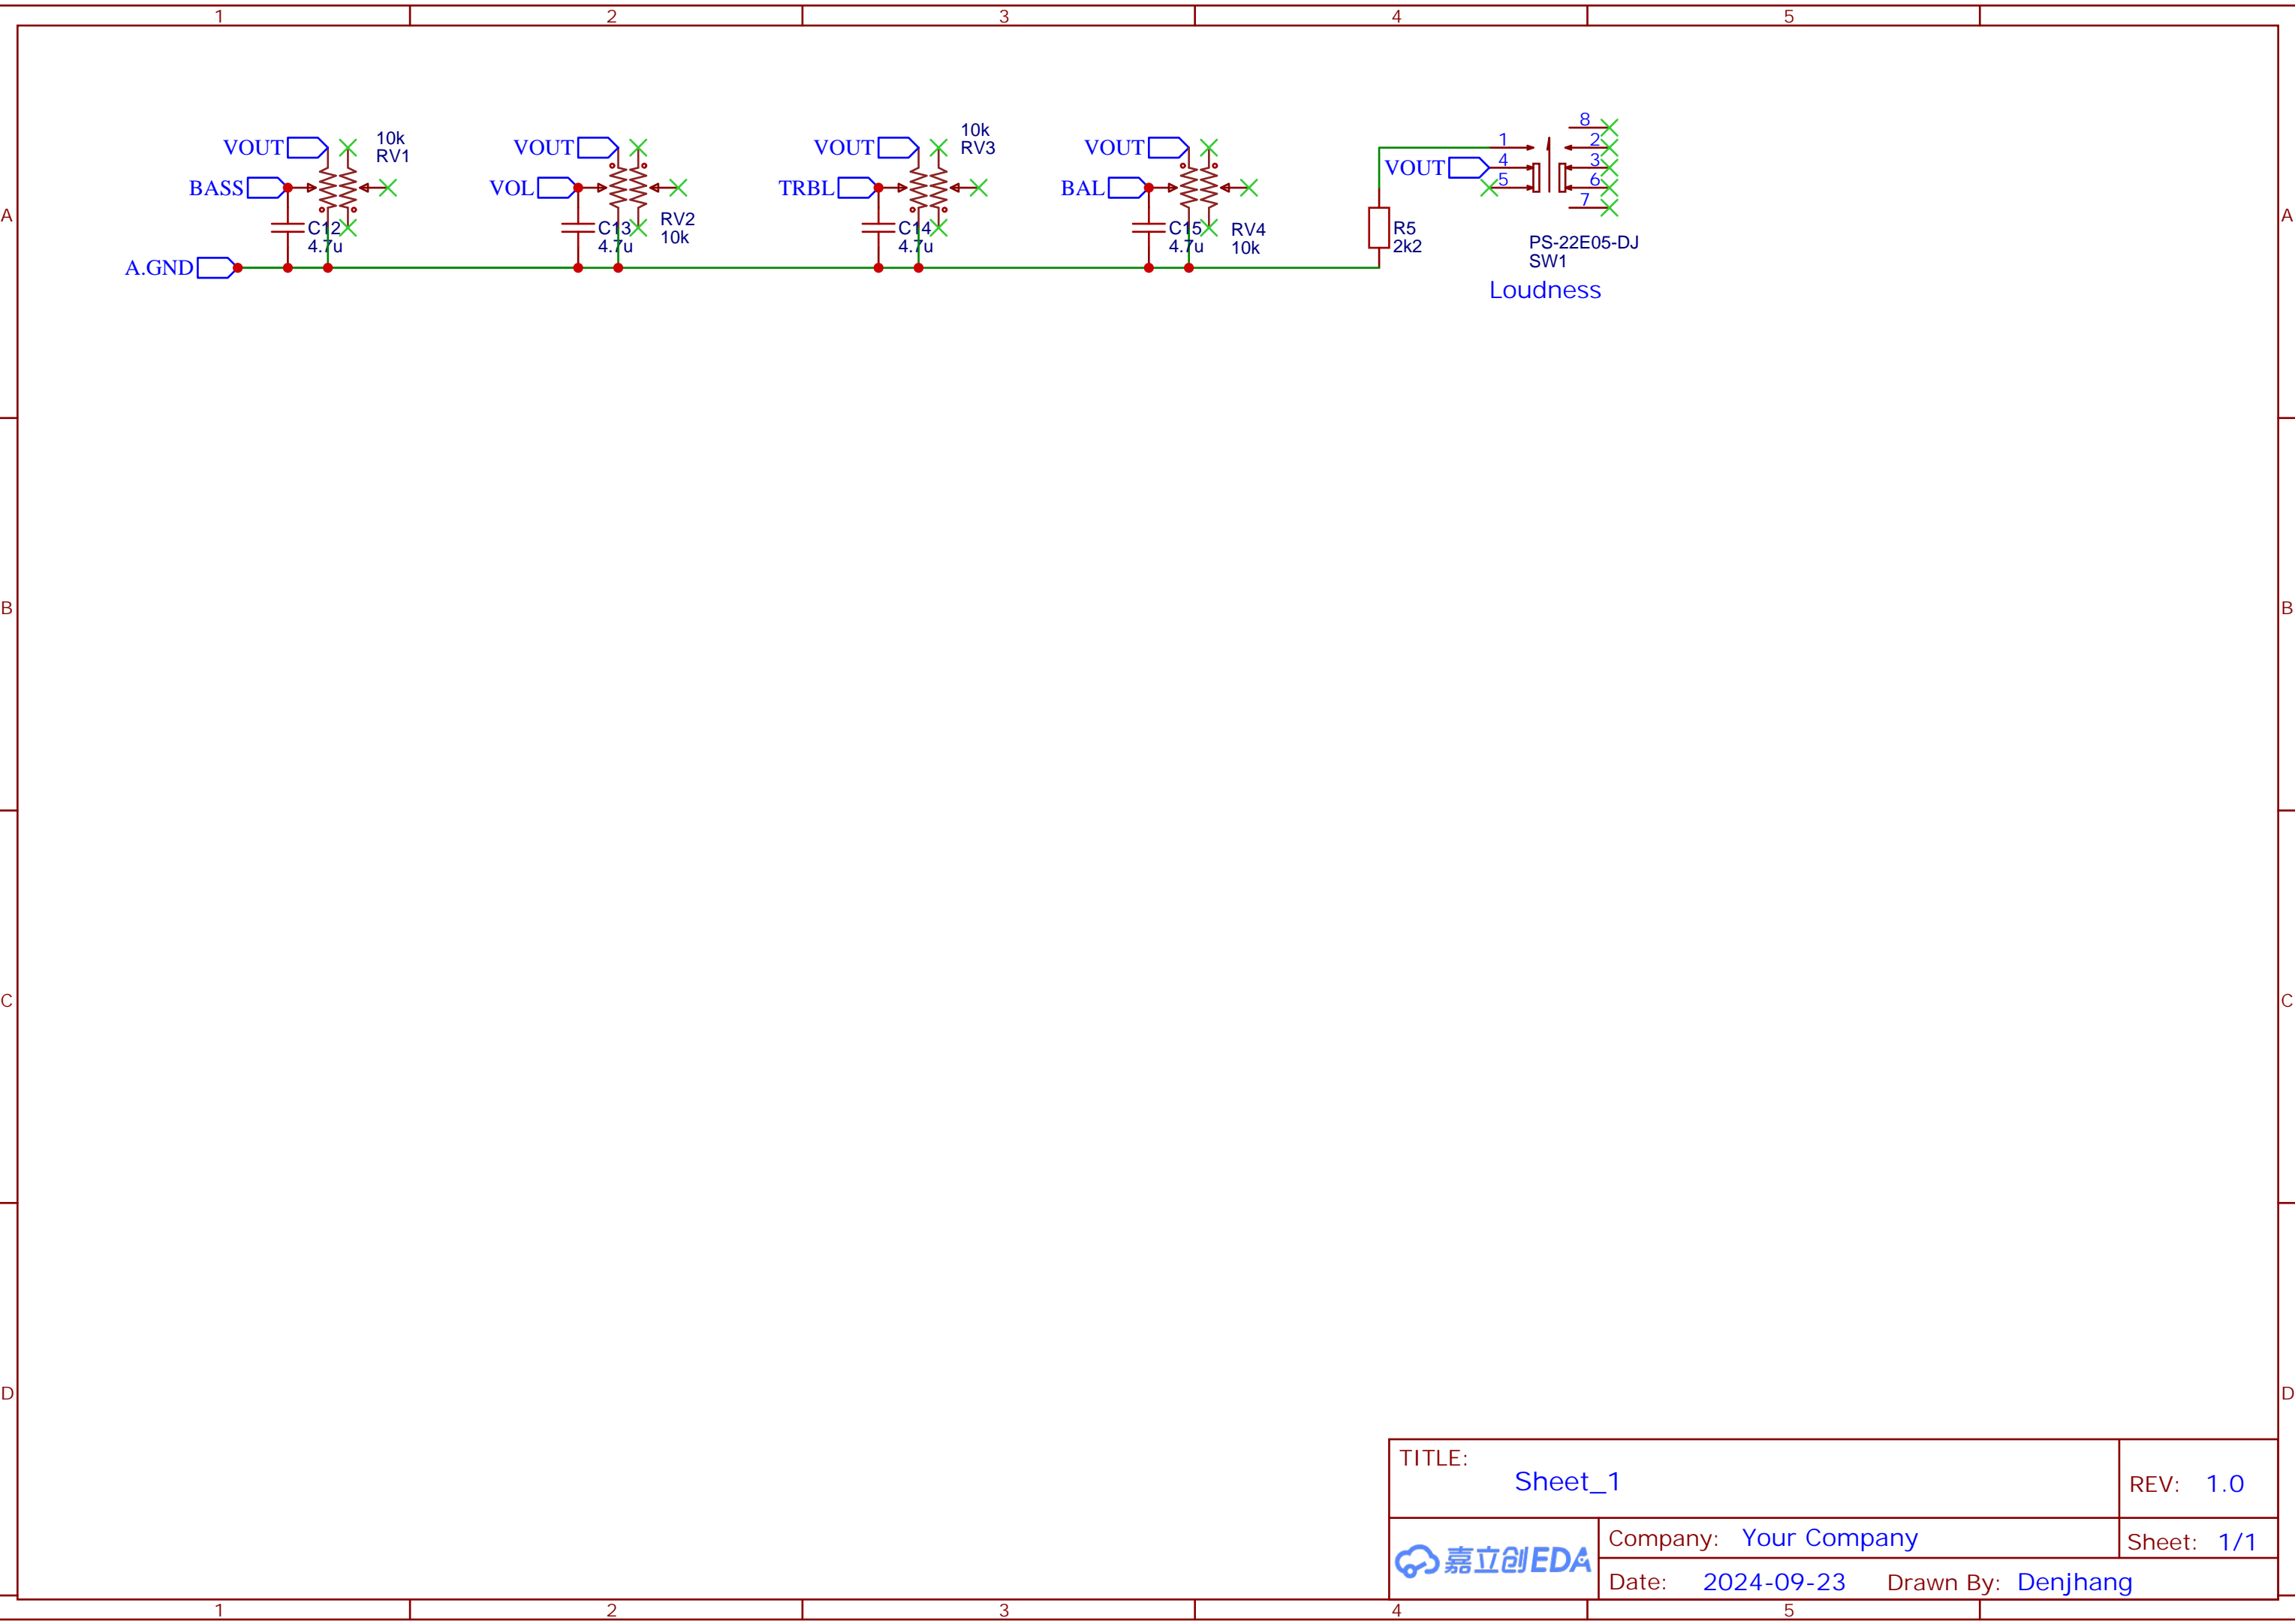 1 2 3 4 5
A A
B B
C C
D D
VOUT
10k
RV1
BASS
C12
4.7u
A.GND
VOUT
VOL
RV2
10k
C13
4.7u
VOUT
10k
RV3
TRBL
C14
4.7u
VOUT
BAL
RV4
10k
C15
4.7u
R5
2k2
VOUT
1
4
5
8
2
3
6
7
PS-22E05-DJ
SW1
Loudness
TITLE:
Sheet_1
REV: 1.0
嘉立创EDA
Company: Your Company
Sheet: 1/1
Date: 2024-09-23 Drawn By: Denjhang
1 2 3 4 5